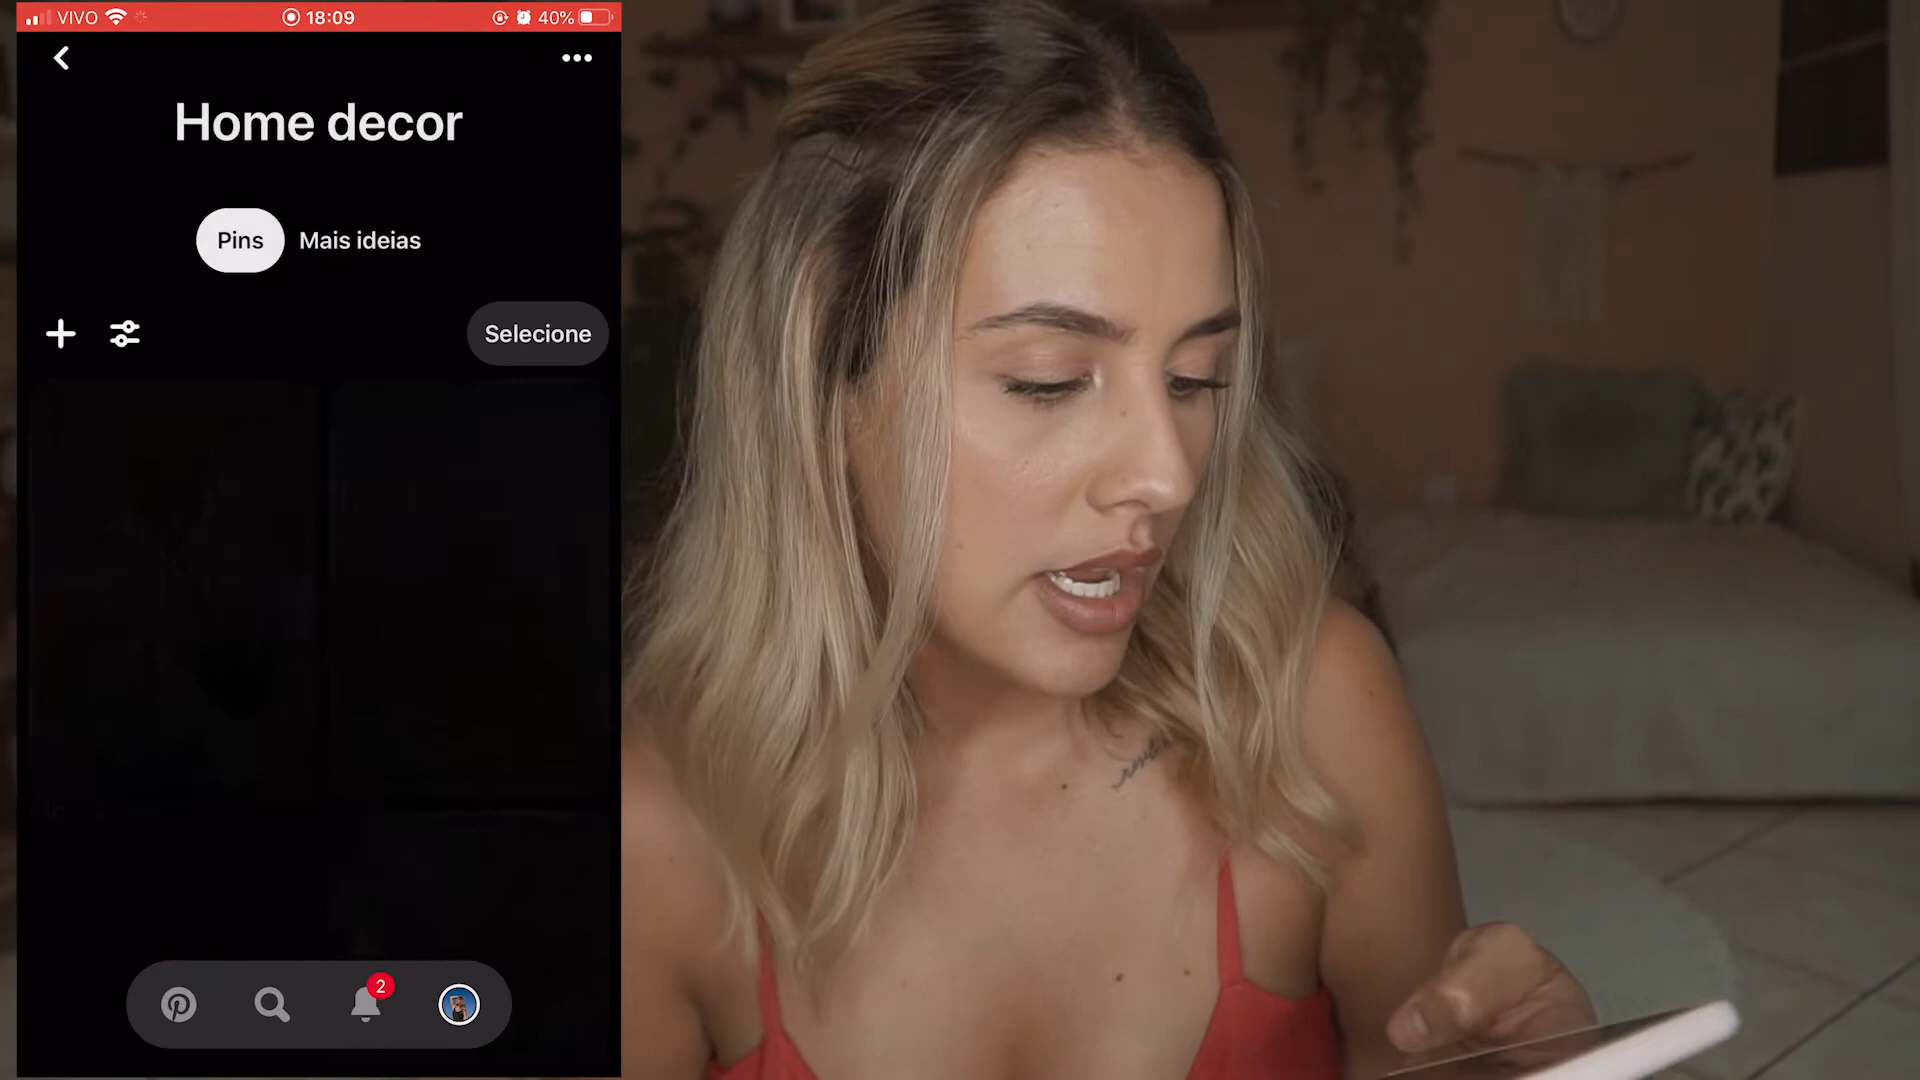 VIVO 18:09 40%
Home decor
Pins Mais ideias
Selecione
2